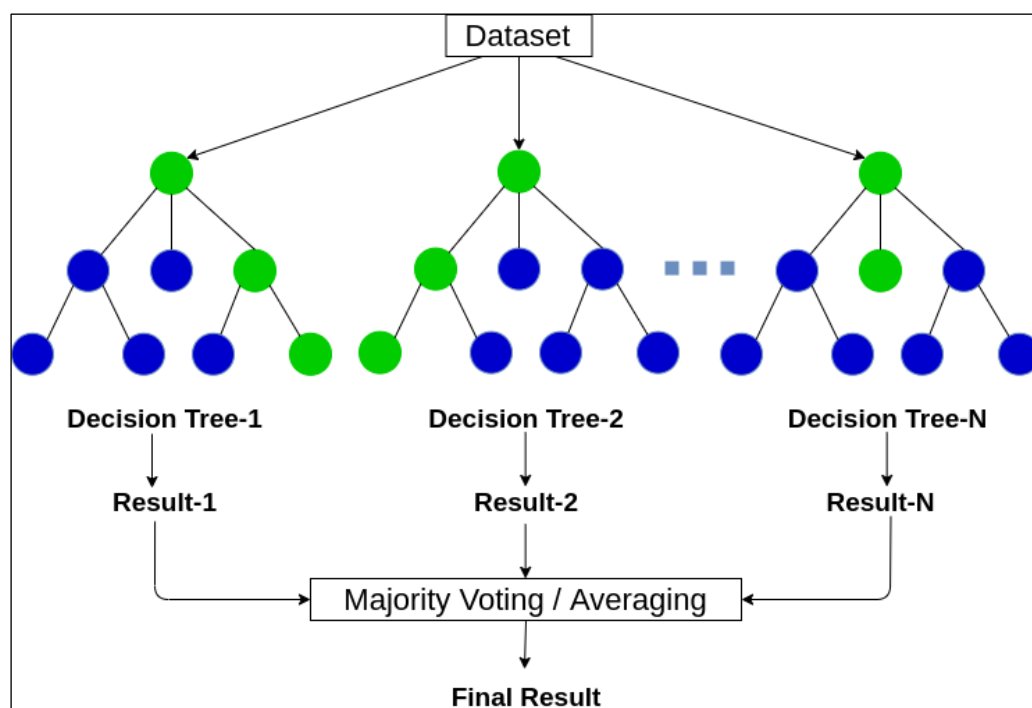 Dataset
Decision Tree-1
Decision Tree-2
Decision Tree-N
Result-1
Result-2
Result-N
Majority Voting / Averaging
Final Result